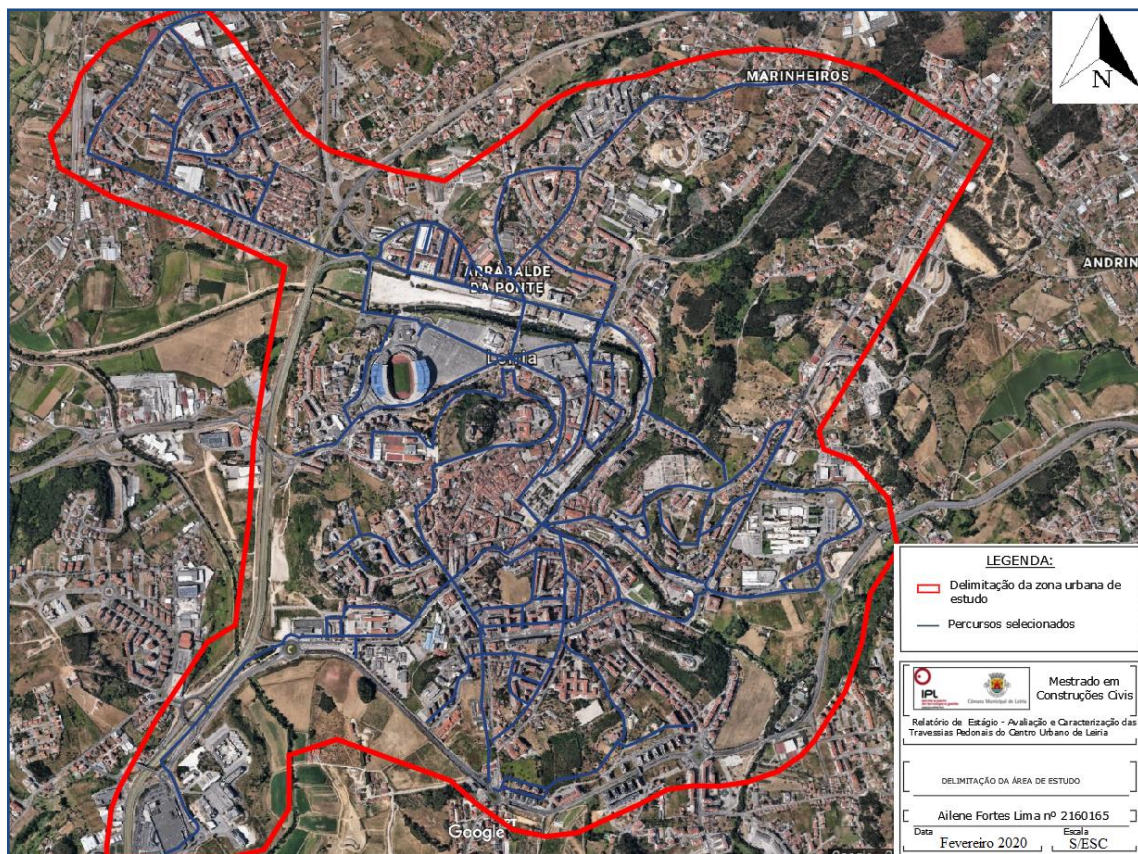 MARINHEIROS
N
ANDRIN
ARRABALDE
DA PONTE
Leiria
Google
LEGENDA:
Delimitação da zona urbana de
estudo
Percursos selecionados
IPL
Câmara Municipal de Leiria
Mestrado em
Construções Civis
Relatório de Estágio - Avaliação e Caracterização das
Travessias Pedonais do Centro Urbano de Leiria
DELIMITAÇÃO DA ÁREA DE ESTUDO
Ailene Fortes Lima nº 2160165
Data
Fevereiro 2020
Escala
S/ESC